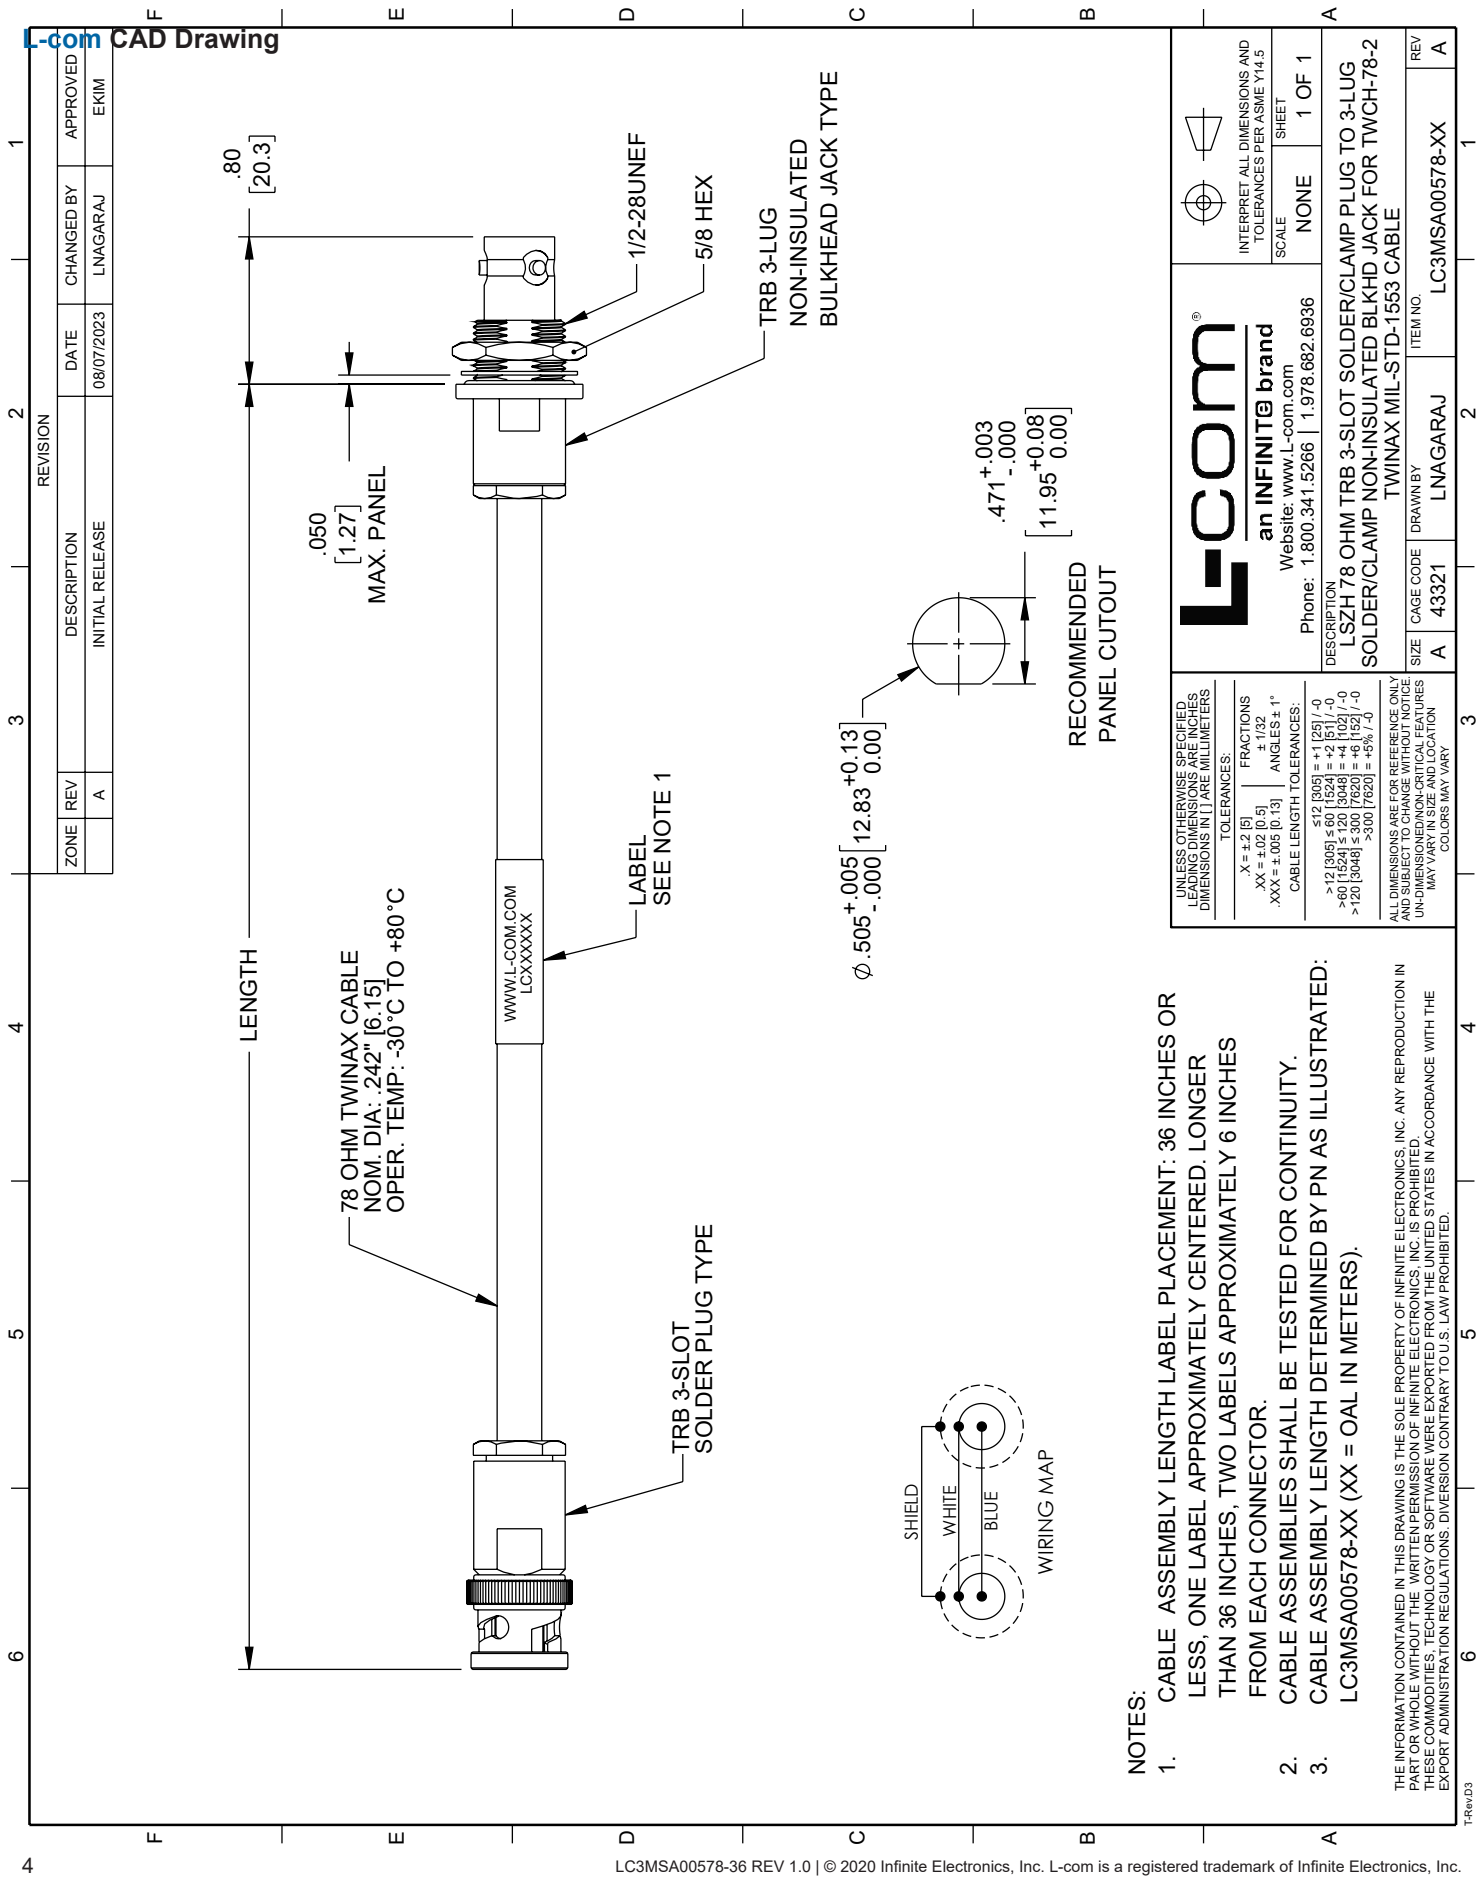 L-com CAD Drawing
REVISION
ZONE REV DESCRIPTION DATE CHANGED BY APPROVED
A INITIAL RELEASE 08/07/2023 LNAGARAJ EKIM
F E D C B A
1 2 3 4 5 6
LENGTH
.80
[20.3]
.050
[1.27]
MAX. PANEL
78 OHM TWINAX CABLE
NOM. DIA: .242" [6.15]
OPER. TEMP: -30°C TO +80°C
WWW.L-COM.COM
LCXXXXXX
LABEL
SEE NOTE 1
TRB 3-SLOT
SOLDER PLUG TYPE
1/2-28UNEF
5/8 HEX
TRB 3-LUG
NON-INSULATED
BULKHEAD JACK TYPE
SHIELD
WHITE
BLUE
WIRING MAP
⌀.505 +.005 -.000 [12.83 +0.13 0.00]
.471 +.003 -.000
[11.95 +0.08 0.00]
RECOMMENDED
PANEL CUTOUT
NOTES:
1. CABLE ASSEMBLY LENGTH LABEL PLACEMENT: 36 INCHES OR
LESS, ONE LABEL APPROXIMATELY CENTERED. LONGER
THAN 36 INCHES, TWO LABELS APPROXIMATELY 6 INCHES
FROM EACH CONNECTOR.
2. CABLE ASSEMBLIES SHALL BE TESTED FOR CONTINUITY.
3. CABLE ASSEMBLY LENGTH DETERMINED BY PN AS ILLUSTRATED:
LC3MSA00578-XX (XX = OAL IN METERS).
THE INFORMATION CONTAINED IN THIS DRAWING IS THE SOLE PROPERTY OF INFINITE ELECTRONICS, INC. ANY REPRODUCTION IN
PART OR WHOLE WITHOUT THE WRITTEN PERMISSION OF INFINITE ELECTRONICS, INC. IS PROHIBITED.
THESE COMMODITIES, TECHNOLOGY OR SOFTWARE WERE EXPORTED FROM THE UNITED STATES IN ACCORDANCE WITH THE
EXPORT ADMINISTRATION REGULATIONS. DIVERSION CONTRARY TO U.S. LAW PROHIBITED.
UNLESS OTHERWISE SPECIFIED
LEADING DIMENSIONS ARE INCHES
DIMENSIONS IN [ ] ARE MILLIMETERS
TOLERANCES:
.X = ±.2 [5] FRACTIONS
.XX = ±.02 [0.5] ± 1/32
.XXX = ±.005 [0.13] ANGLES ± 1°
CABLE LENGTH TOLERANCES:
≤12 [305] = +1 [25] / -0
>12 [305] ≤ 60 [1524] = +2 [51] / -0
>60 [1524] ≤ 120 [3048] = +4 [102] / -0
>120 [3048] ≤ 300 [7620] = +6 [152] / -0
>300 [7620] = +5% / -0
ALL DIMENSIONS ARE FOR REFERENCE ONLY
AND SUBJECT TO CHANGE WITHOUT NOTICE.
UN-DIMENSIONED/NON-CRITICAL FEATURES
MAY VARY IN SIZE AND LOCATION
COLORS MAY VARY
L-com®
an INFINITe brand
Website: www.L-com.com
Phone: 1.800.341.5266 | 1.978.682.6936
INTERPRET ALL DIMENSIONS AND
TOLERANCES PER ASME Y14.5
SCALE NONE
SHEET 1 OF 1
DESCRIPTION
LSZH 78 OHM TRB 3-SLOT SOLDER/CLAMP PLUG TO 3-LUG
SOLDER/CLAMP NON-INSULATED BLKHD JACK FOR TWCH-78-2
TWINAX MIL-STD-1553 CABLE
SIZE CAGE CODE DRAWN BY ITEM NO. REV
A 43321 LNAGARAJ LC3MSA00578-XX A
F E D C B A
1 2 3 4 5 6
T-Rev.D3
4
LC3MSA00578-36 REV 1.0 | © 2020 Infinite Electronics, Inc. L-com is a registered trademark of Infinite Electronics, Inc.